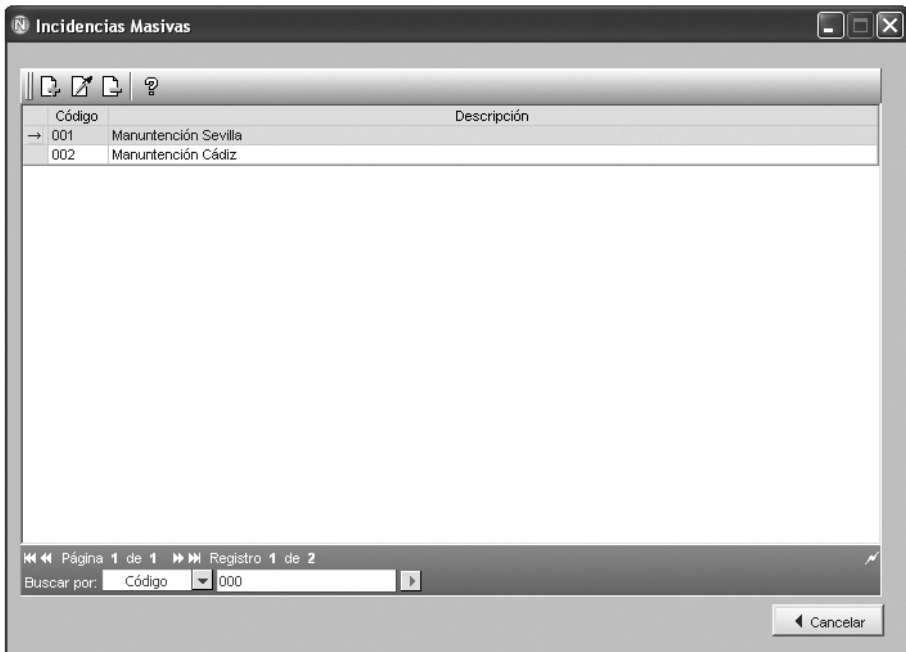 Incidencias Masivas
Código Descripción
001 Manuntención Sevilla
002 Manuntención Cádiz
Página 1 de 1 Registro 1 de 2
Buscar por: Código 000
Cancelar